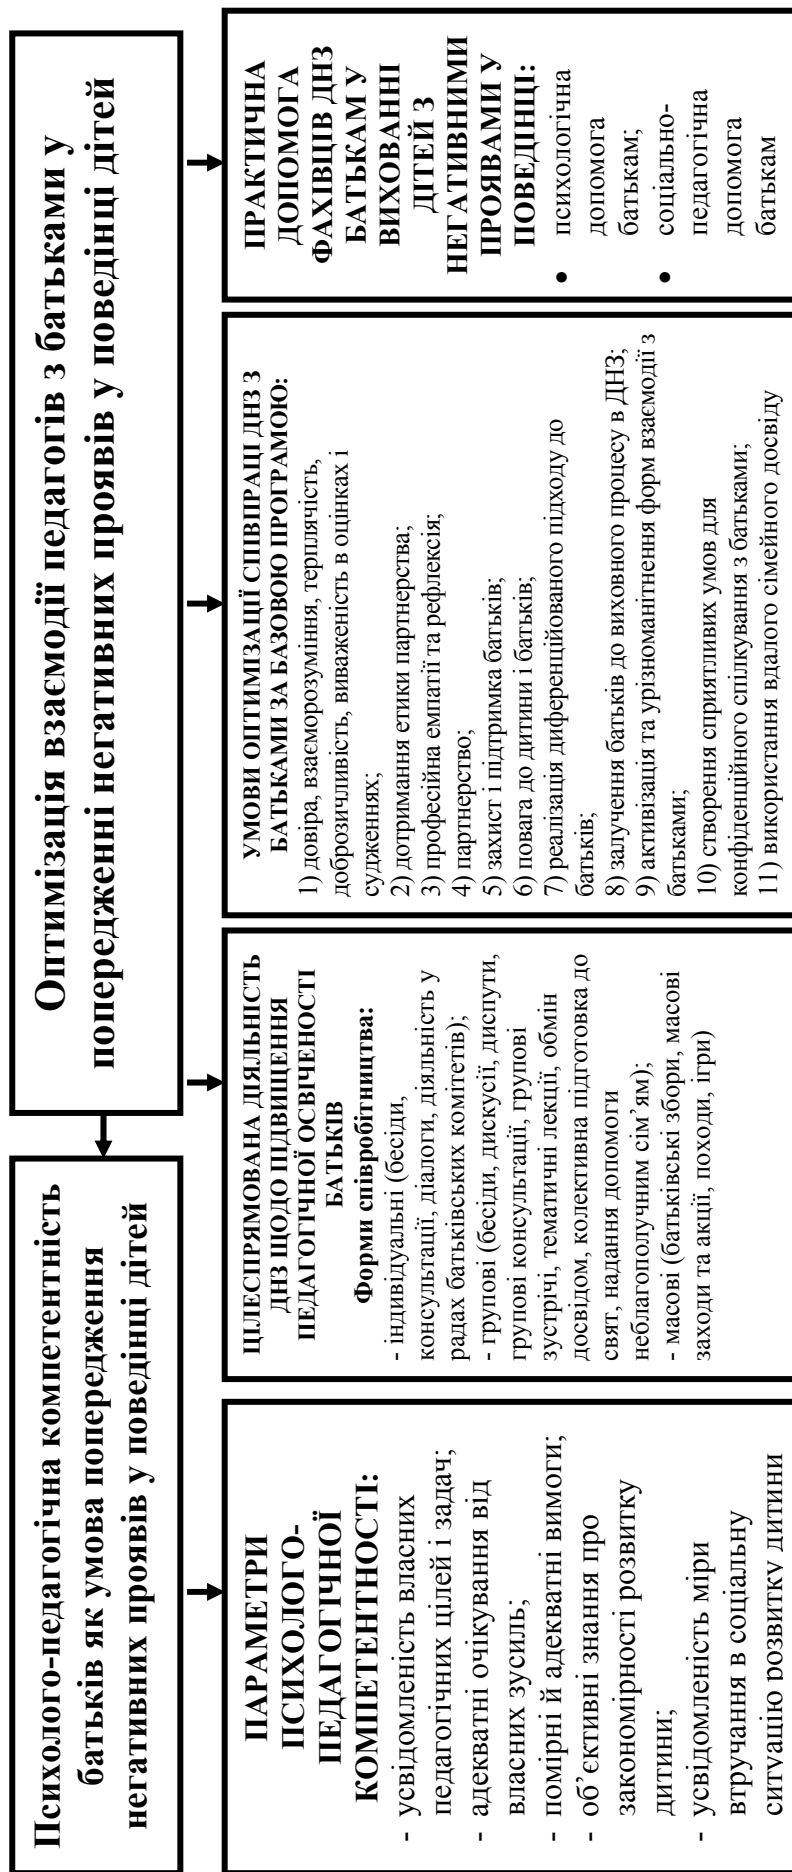 Психолого-педагогічна компетентність
батьків як умова попередження
негативних проявів у поведінці дітей
Оптимізація взаємодії педагогів з батьками у
попередженні негативних проявів у поведінці дітей
ПАРАМЕТРИ
ПСИХОЛОГО-
ПЕДАГОГІЧНОЇ
КОМПЕТЕНТНОСТІ:
- усвідомленість власних
педагогічних цілей і задач;
- адекватні очікування від
власних зусиль;
- помірні й адекватні вимоги;
- об’єктивні знання про
закономірності розвитку
дитини;
- усвідомленість міри
втручання в соціальну
ситуацію розвитку дитини
ЦІЛЕСПРЯМОВАНА ДІЯЛЬНІСТЬ
ДНЗ ЩОДО ПІДВИЩЕННЯ
ПЕДАГОГІЧНОЇ ОСВІЧЕНОСТІ
БАТЬКІВ
Форми співробітництва:
- індивідуальні (бесіди,
консультації, діалоги, діяльність у
радах батьківських комітетів);
- групові (бесіди, дискусії, диспути,
групові консультації, групові
зустрічі, тематичні лекції, обмін
досвідом, колективна підготовка до
свят, надання допомоги
неблагополучним сім’ям);
- масові (батьківські збори, масові
заходи та акції, походи, ігри)
УМОВИ ОПТИМІЗАЦІЇ СПІВПРАЦІ ДНЗ З
БАТЬКАМИ ЗА БАЗОВОЮ ПРОГРАМОЮ:
1) довіра, взаєморозуміння, терплячість,
доброзичливість, виваженість в оцінках і
судженнях;
2) дотримання етики партнерства;
3) професійна емпатії та рефлексія;
4) партнерство;
5) захист і підтримка батьків;
6) повага до дитини і батьків;
7) реалізація диференційованого підходу до
батьків;
8) залучення батьків до виховного процесу в ДНЗ;
9) активізація та урізноманітнення форм взаємодії з
батьками;
10) створення сприятливих умов для
конфіденційного спілкування з батьками;
11) використання вдалого сімейного досвіду
ПРАКТИЧНА
ДОПОМОГА
ФАХІВЦІВ ДНЗ
БАТЬКАМ У
ВИХОВАННІ
ДІТЕЙ З
НЕГАТИВНИМИ
ПРОЯВАМИ У
ПОВЕДІНЦІ:
• психологічна
допомога
батькам;
• соціально-
педагогічна
допомога
батькам